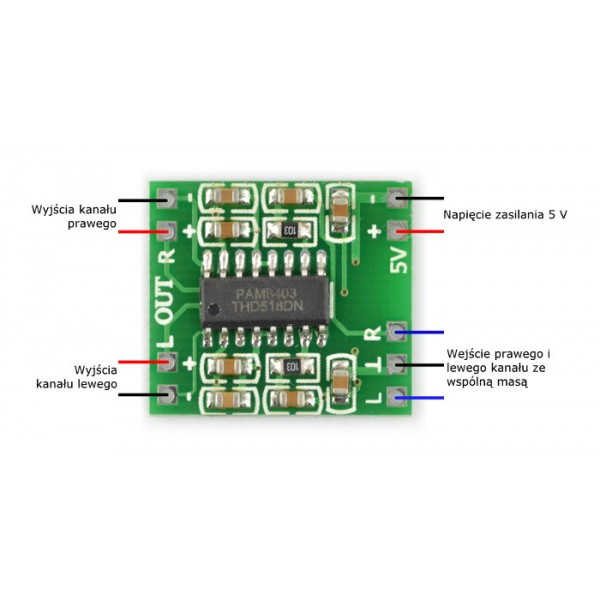 Wyjścia kanału
prawego
Napięcie zasilania 5 V
Wyjścia
kanału lewego
Wejście prawego i
lewego kanału ze
wspólną masą
- -
+ +
R
5V
L OUT
103
PAM8403
THD518DN
R
+
103
-
L